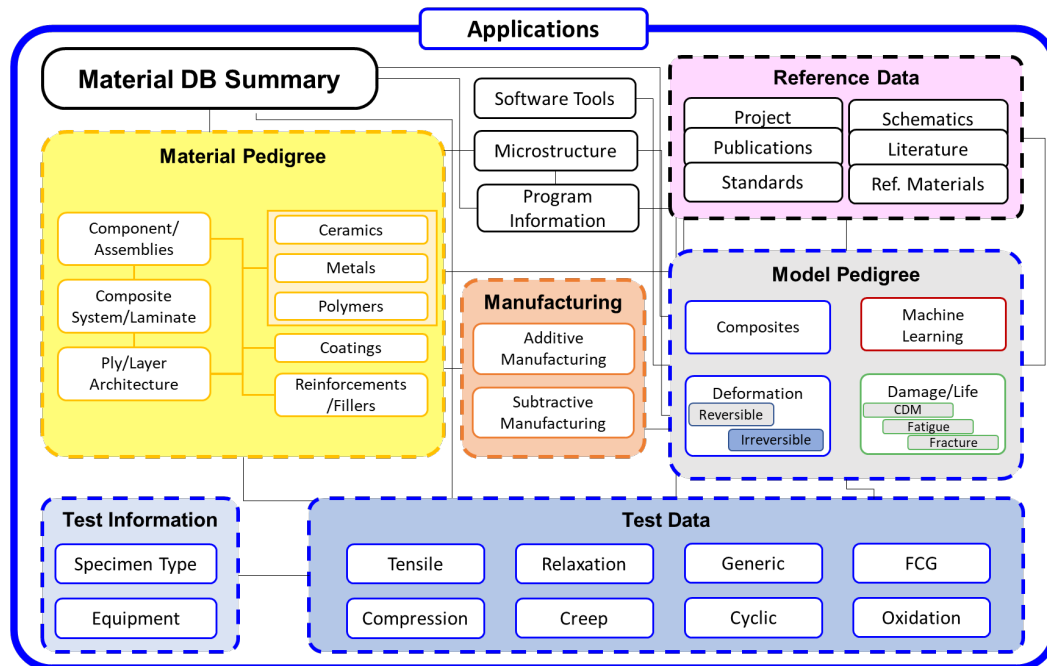 Applications
Material DB Summary
Software Tools
Microstructure
Program
Information
Reference Data
Project
Schematics
Publications
Literature
Standards
Ref. Materials
Material Pedigree
Component/
Assemblies
Composite
System/Laminate
Ply/Layer
Architecture
Ceramics
Metals
Polymers
Coatings
Reinforcements
/Fillers
Manufacturing
Additive
Manufacturing
Subtractive
Manufacturing
Model Pedigree
Composites
Machine
Learning
Deformation
Reversible
Irreversible
Damage/Life
CDM
Fatigue
Fracture
Test Information
Specimen Type
Equipment
Test Data
Tensile
Relaxation
Generic
FCG
Compression
Creep
Cyclic
Oxidation